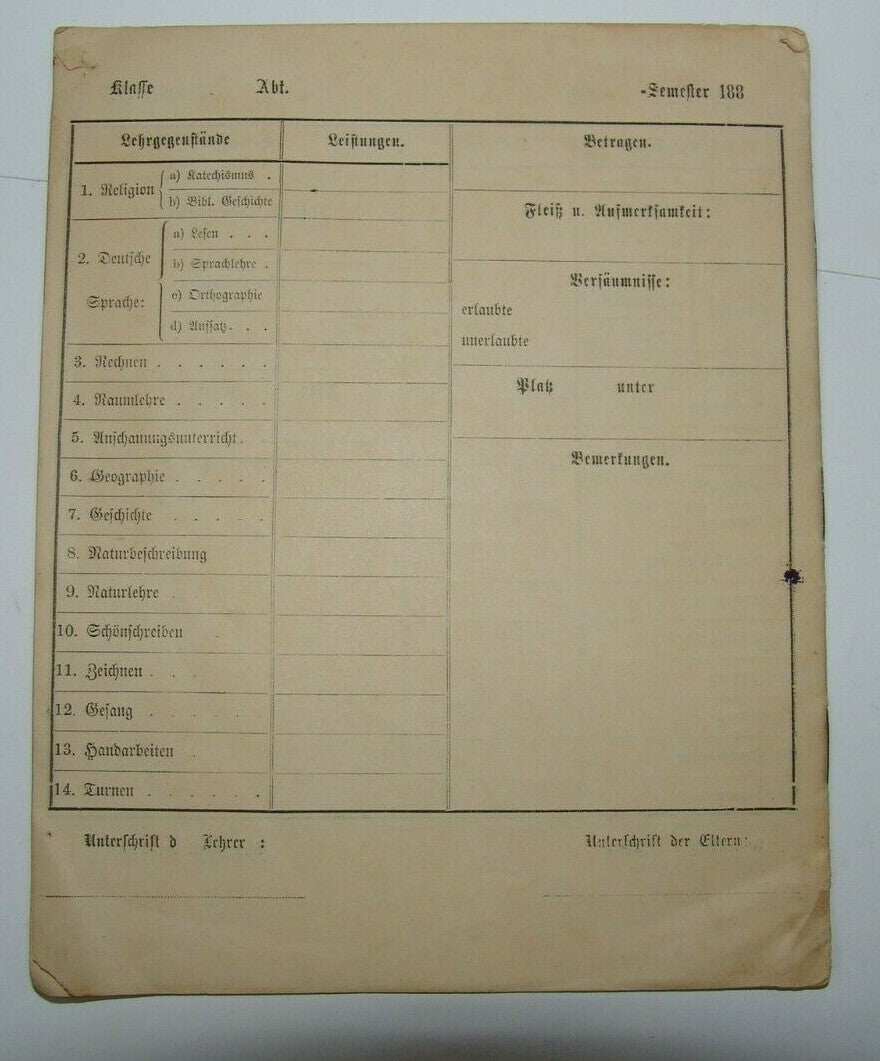 Klasse Abt. -Semester 188
Lehrgegenstände
Leistungen.
1. Religion
a) Katechismus .
b) Bibl. Geschichte
2. Deutsche
Sprache:
a) Lesen . . .
b) Sprachlehre .
c) Orthographie
d) Aufsatz . . .
3. Rechnen . . . . . .
4. Raumlehre . . . . .
5. Anschauungsunterricht .
6. Geographie . . . . .
7. Geschichte . . . . .
8. Naturbeschreibung
9. Naturlehre .
10. Schönschreiben .
11. Zeichnen . . .
12. Gesang . . . . .
13. Handarbeiten .
14. Turnen . . . . . .
Betragen.
Fleiß u. Aufmerksamkeit:
Versäumnisse:
erlaubte
unerlaubte
Platz unter
Bemerkungen.
Unterschrift d Lehrer :
Unterschrift der Eltern: